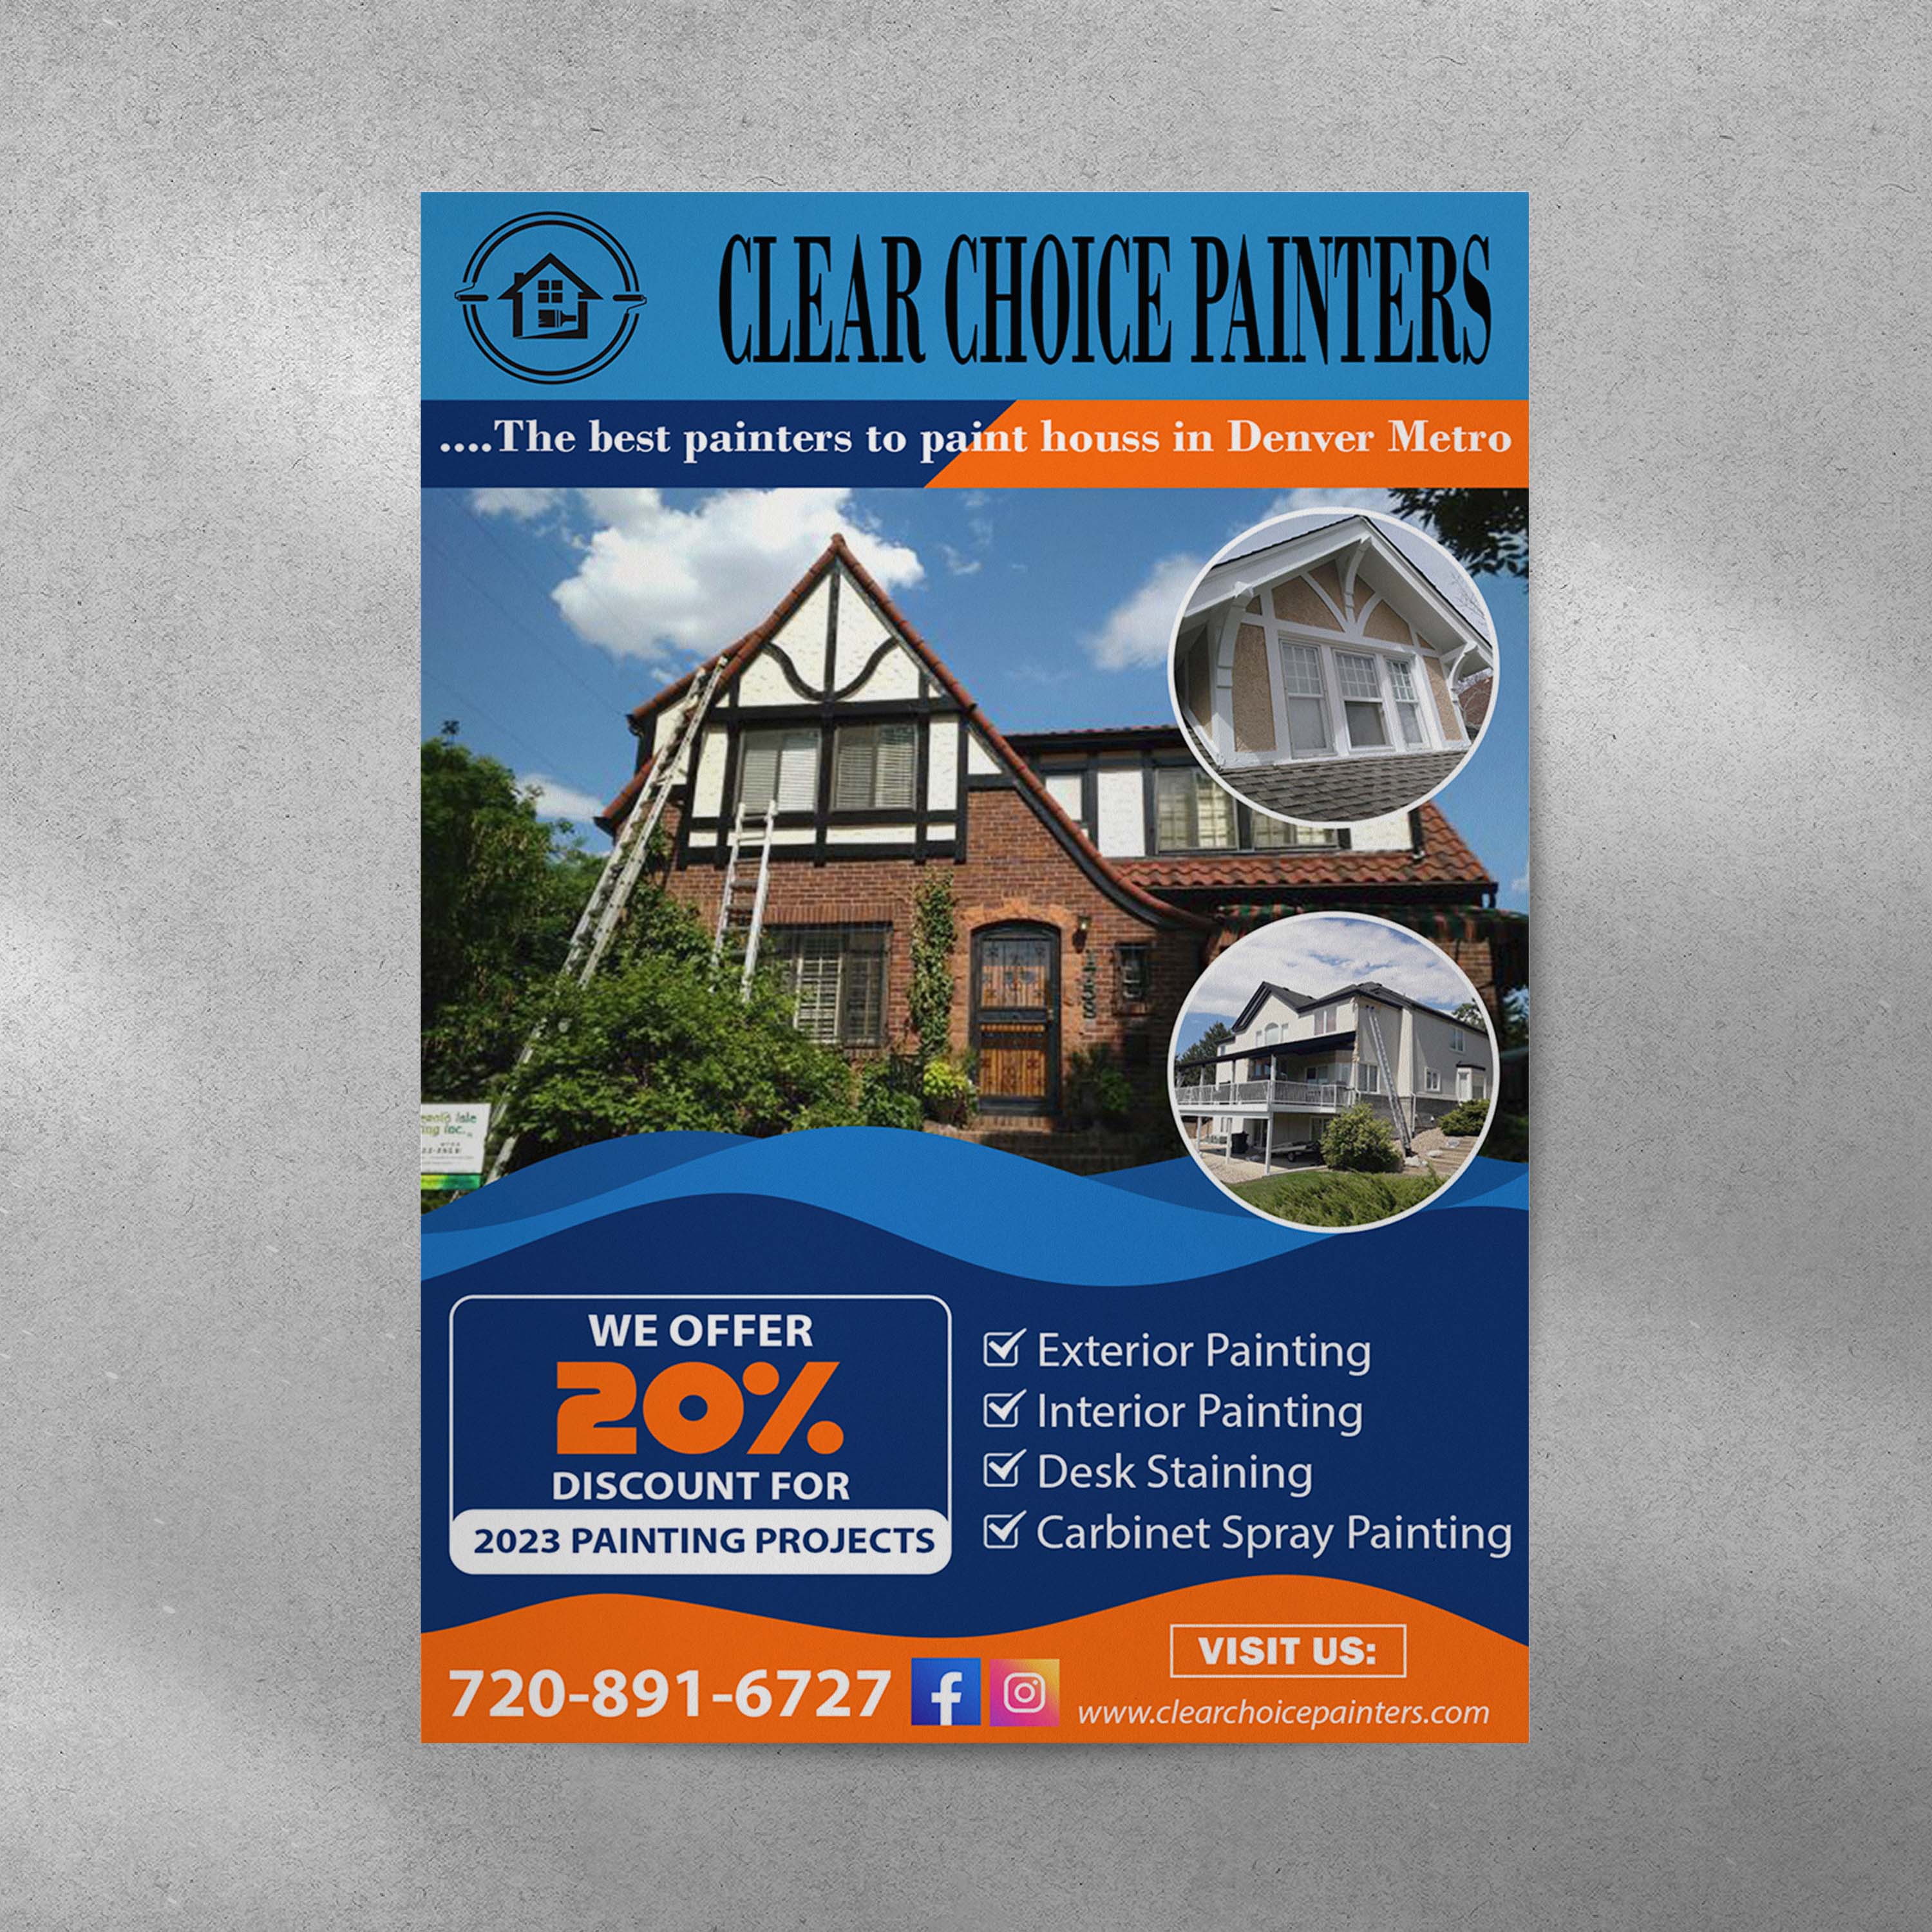 CLEAR CHOICE PAINTERS
....The best painters to paint houss in Denver Metro
WE OFFER
20%
DISCOUNT FOR
2023 PAINTING PROJECTS
Exterior Painting
Interior Painting
Desk Staining
Carbinet Spray Painting
720-891-6727
VISIT US:
www.clearchoicepainters.com